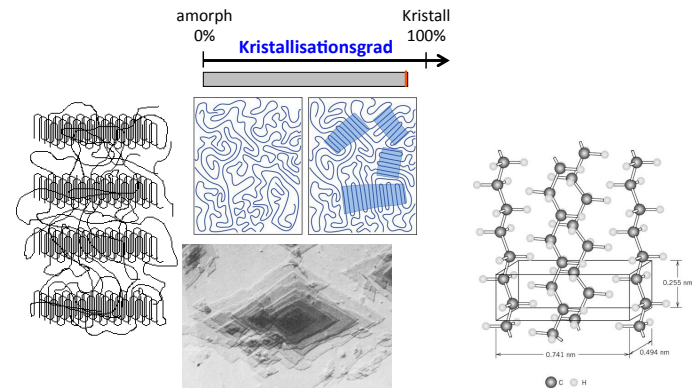 amorph
0%
Kristall
100%
Kristallisationsgrad
0.255 nm
0.494 nm
0.741 nm
C H